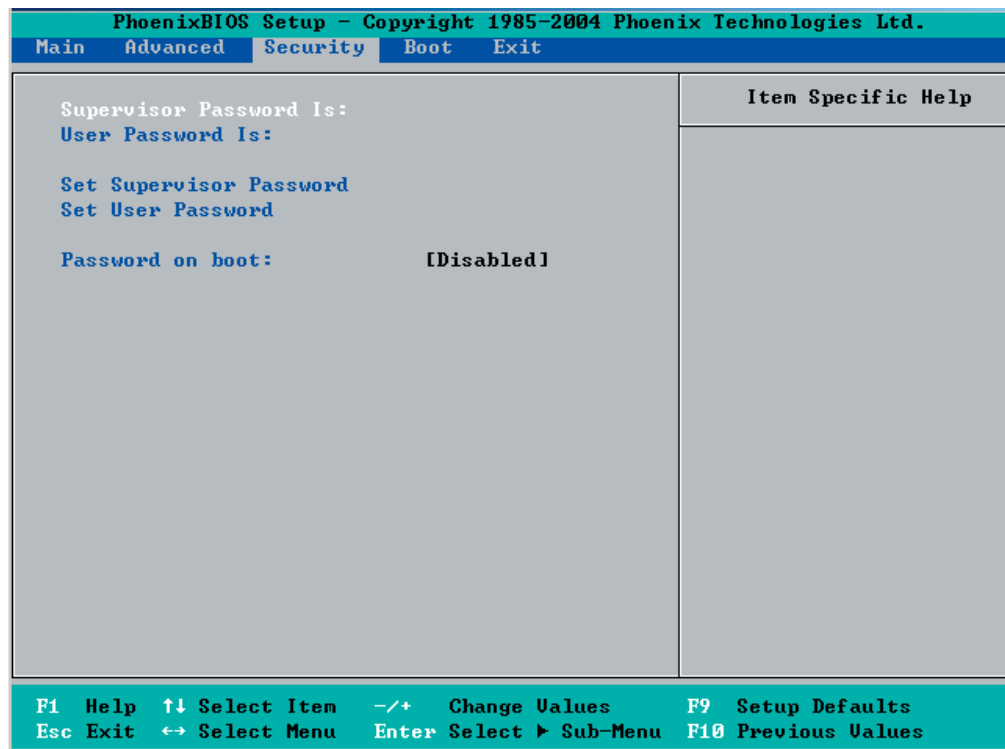 PhoenixBIOS Setup - Copyright 1985-2004 Phoenix Technologies Ltd.
Main Advanced Security Boot Exit
Supervisor Password Is:
User Password Is:
Set Supervisor Password
Set User Password
Password on boot: [Disabled]
Item Specific Help
F1 Help ↑↓ Select Item -/+ Change Values F9 Setup Defaults
Esc Exit ↔ Select Menu Enter Select ▶ Sub-Menu F10 Previous Values